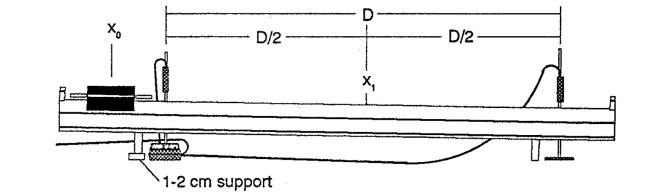 D
X₀
D/2
D/2
X₁
1-2 cm support